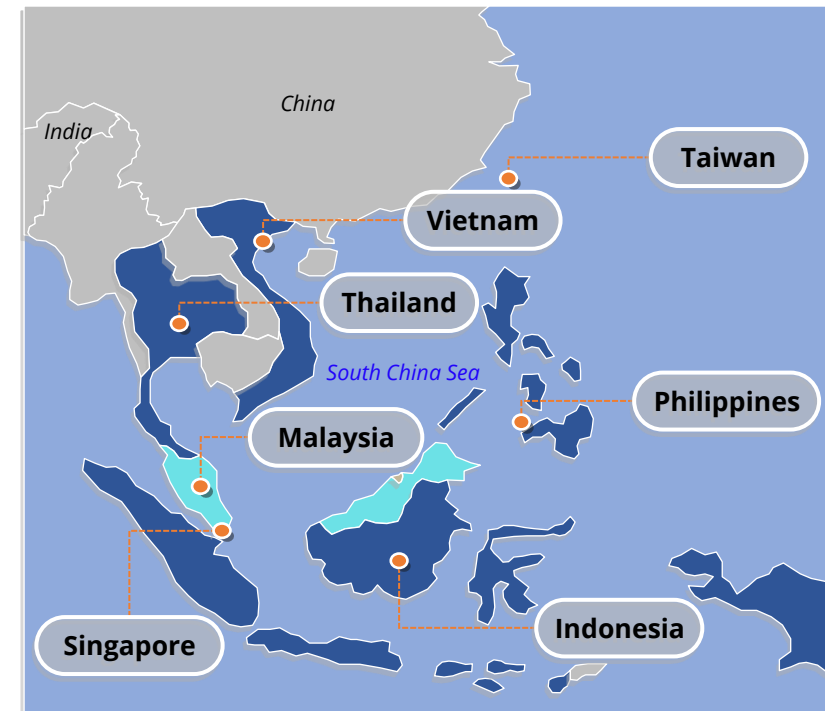 China
India
Taiwan
Vietnam
Thailand
South China Sea
Philippines
Malaysia
Indonesia
Singapore